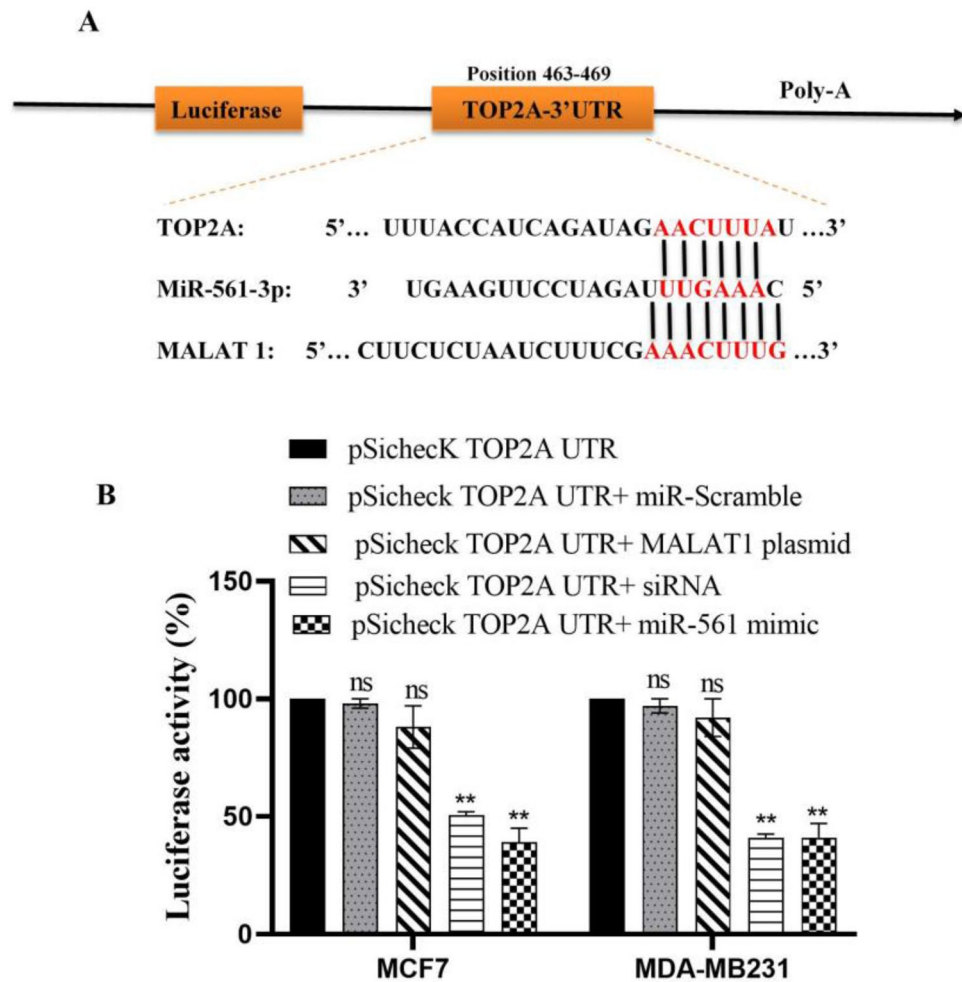 A
Position 463-469
Luciferase
TOP2A-3’UTR
Poly-A
TOP2A: 5’... UUUACCAUCAGAUAGAACUUUAU ...3’
MiR-561-3p: 3’ UGAAGUUCCUAGAUUUGAAAC 5’
MALAT 1: 5’... CUUCUCUAAUCUUUCGAAACUUUG ...3’
B
pSichecK TOP2A UTR
pSicheck TOP2A UTR+ miR-Scramble
pSicheck TOP2A UTR+ MALAT1 plasmid
pSicheck TOP2A UTR+ siRNA
pSicheck TOP2A UTR+ miR-561 mimic
Luciferase activity (%)
150
100
50
0
ns
ns
**
**
ns
ns
**
**
MCF7
MDA-MB231